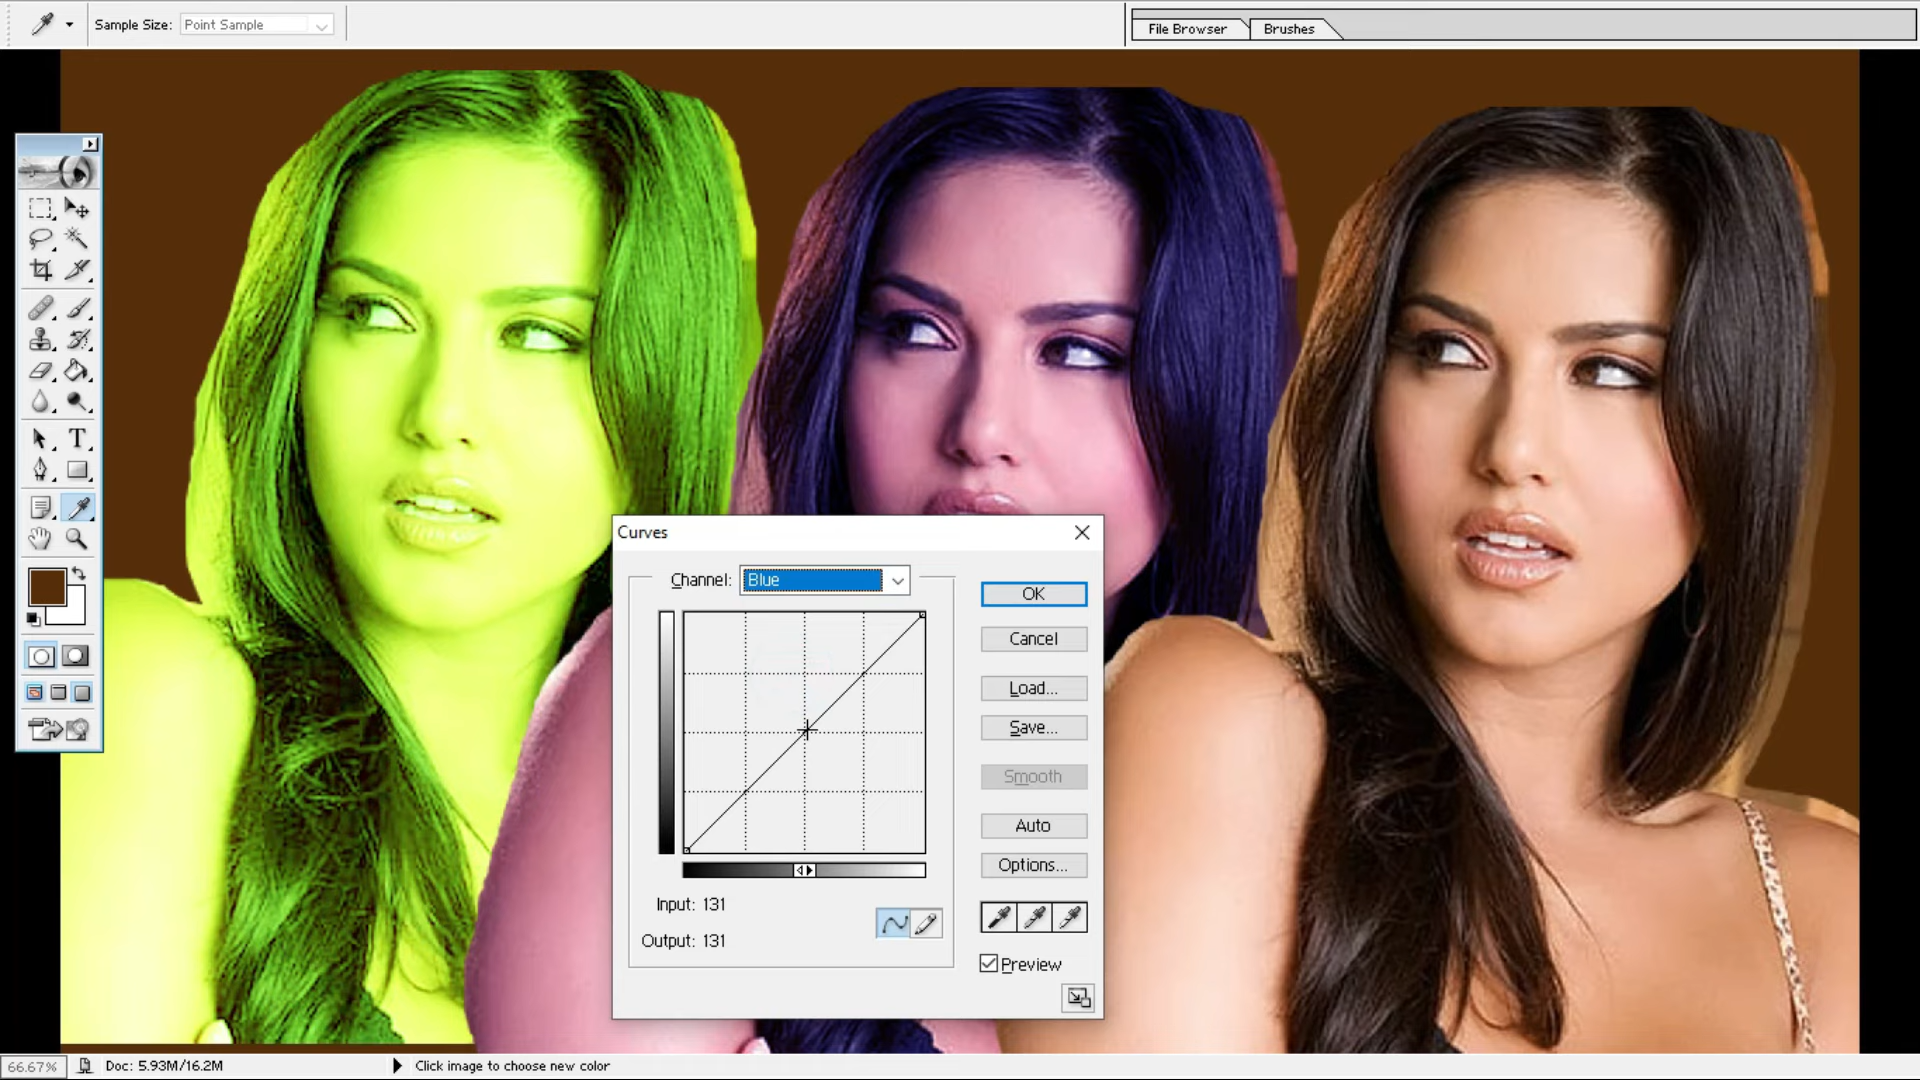 Sample Size: Point Sample
File Browser
Brushes
T
Curves
Channel: Blue
OK
Cancel
Load...
Save...
Smooth
Auto
Options...
Input: 131
Output: 131
Preview
66.67% Doc: 5.93M/16.2M Click image to choose new color